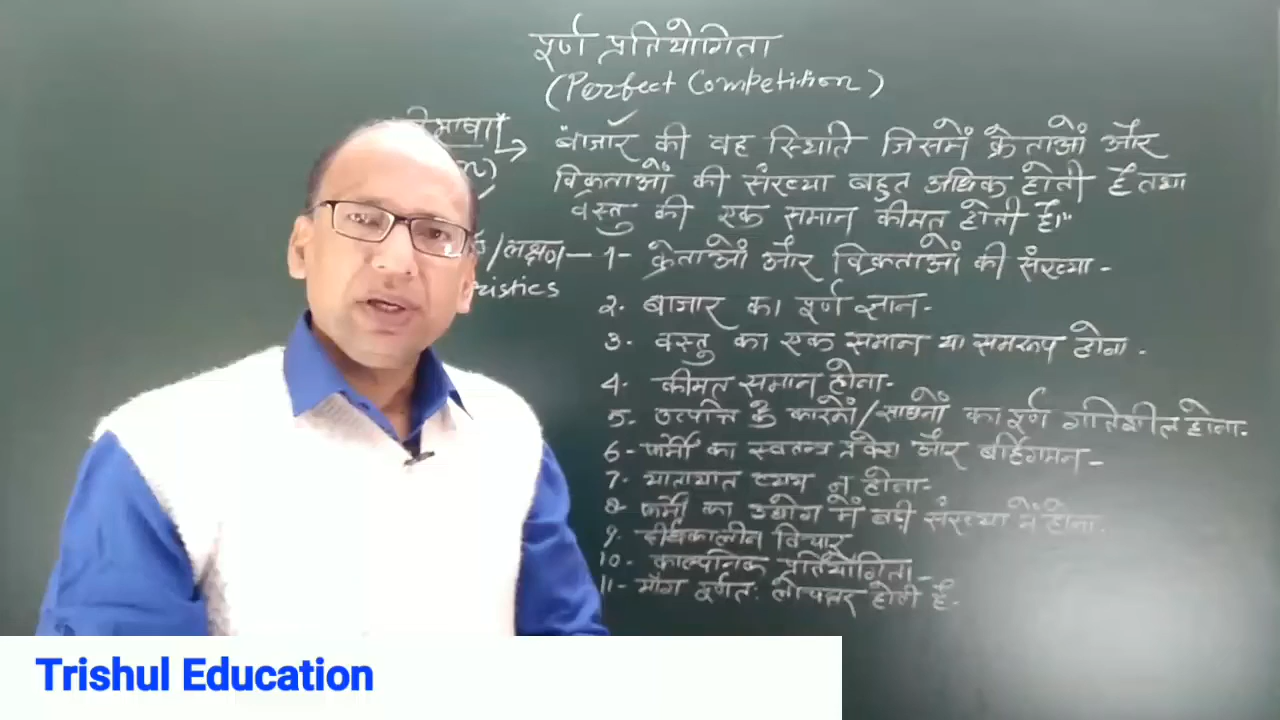 पूर्ण प्रतियोगिता
(Perfect Competition)
बाजार की वह स्थिति जिसमें क्रेताओं और
विक्रेताओं की संख्या बहुत अधिक होती है तथा
वस्तु की एक समान कीमत होती है।"
/लक्षण — 1- क्रेताओं और विक्रेताओं की संख्या -
2. बाजार का पूर्ण ज्ञान -
3. वस्तु का एक समान या समरूप होना -
4. कीमत समान होना -
5. उत्पत्ति के कारकों/साधनों का पूर्ण गतिशील होना -
6 - फर्मों का स्वतन्त्र प्रवेश और बर्हिगमन -
7. यातायात व्यय न होना -
8 - फर्मों का उद्योग में बड़ी संख्या में होना -
9. दीर्घकालीन विचार
10 - काल्पनिक प्रतियोगिता -
11 - माँग पूर्णतः लोचदार होती है -
Trishul Education